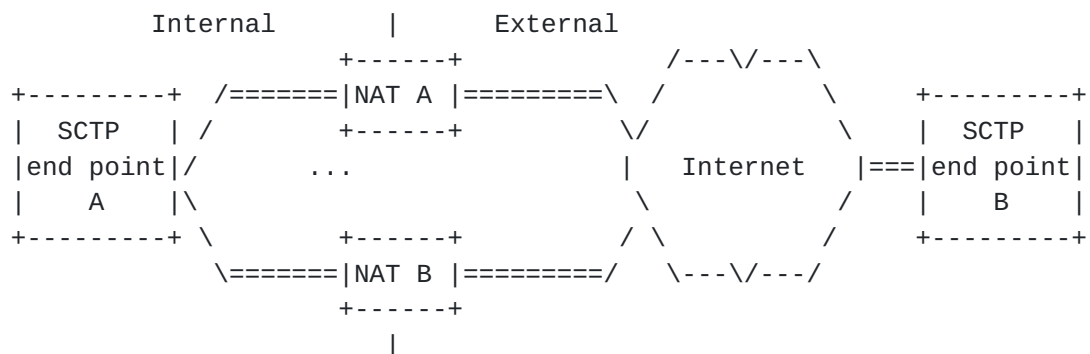 Internal | External
+------+ /---\/---\
+---------+ /=======|NAT A |=========\ / \ +---------+
| SCTP | / +------+ \/ \ | SCTP |
|end point|/ ... | Internet |===|end point|
| A |\ \ / | B |
+---------+ \ +------+ / \ / +---------+
\=======|NAT B |=========/ \---\/---/
+------+
|